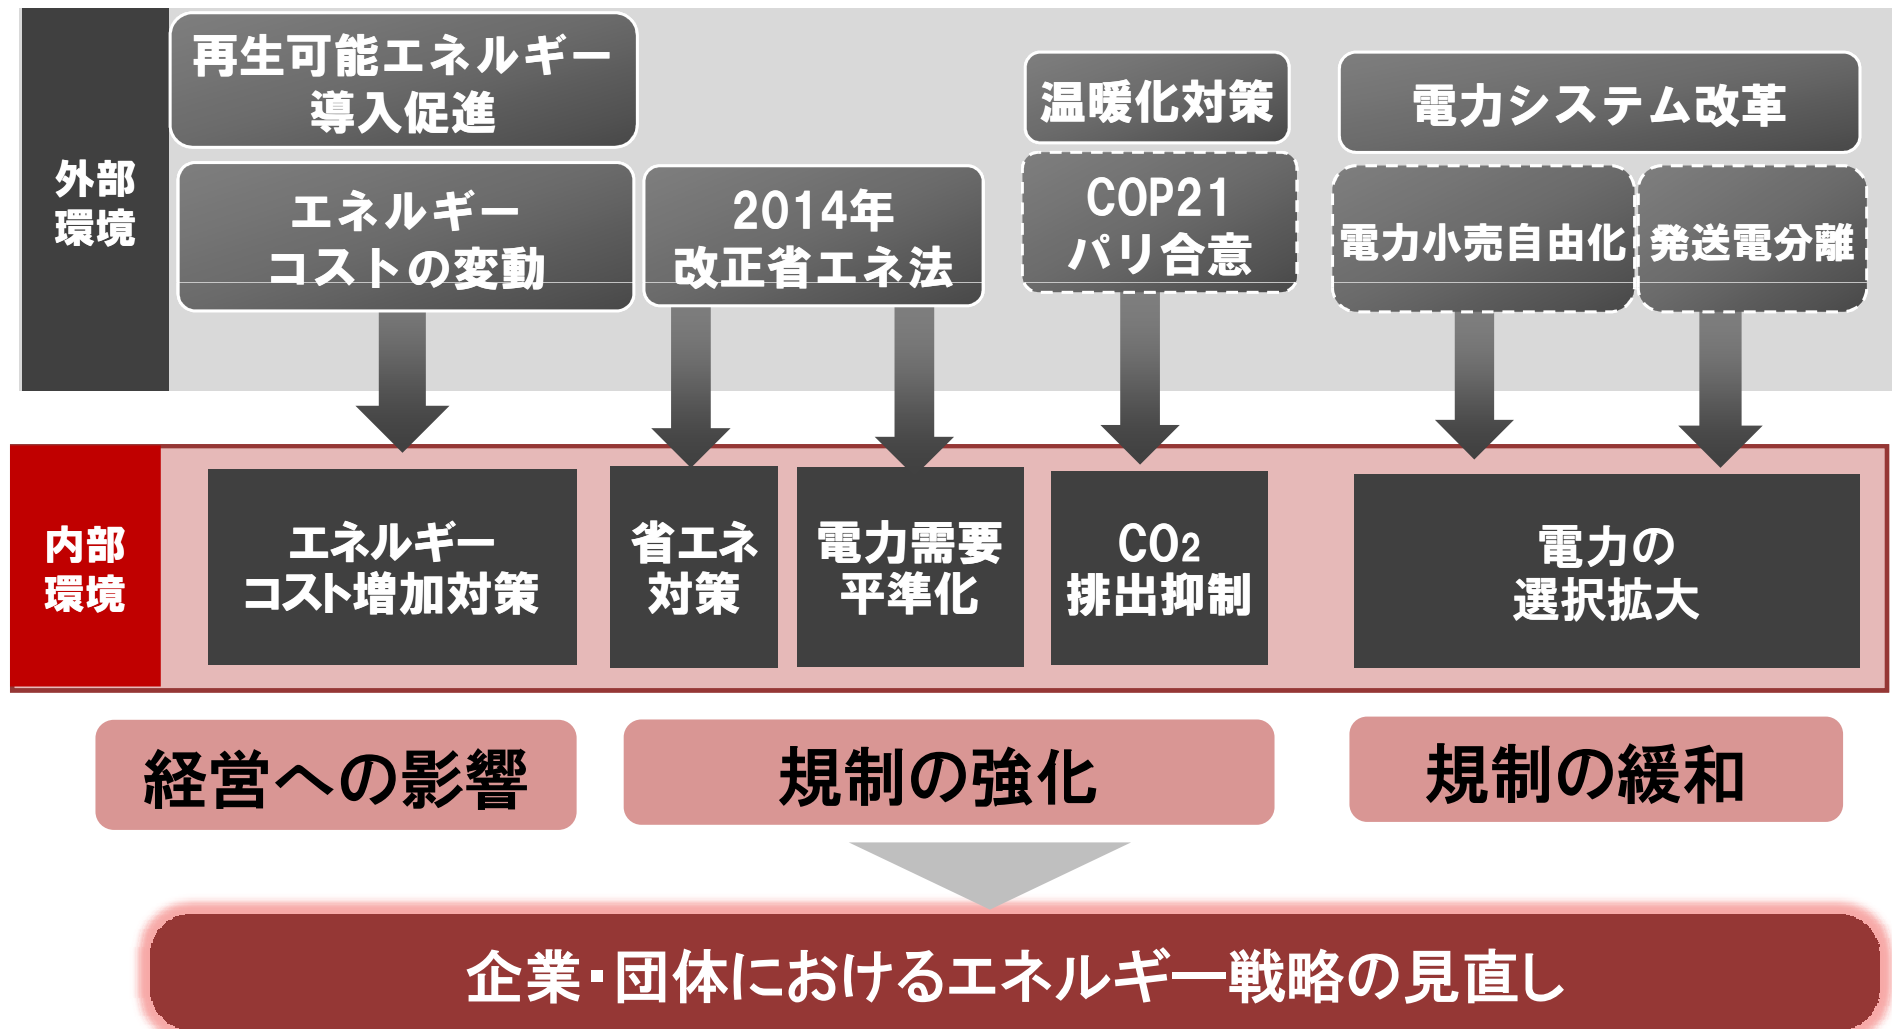 外部
環境
再生可能エネルギー
導入促進
エネルギー
コストの変動
2014年
改正省エネ法
温暖化対策
COP21
パリ合意
電力システム改革
電力小売自由化
発送電分離
内部
環境
エネルギー
コスト増加対策
省エネ
対策
電力需要
平準化
CO2
排出抑制
電力の
選択拡大
経営への影響
規制の強化
規制の緩和
企業・団体におけるエネルギー戦略の見直し